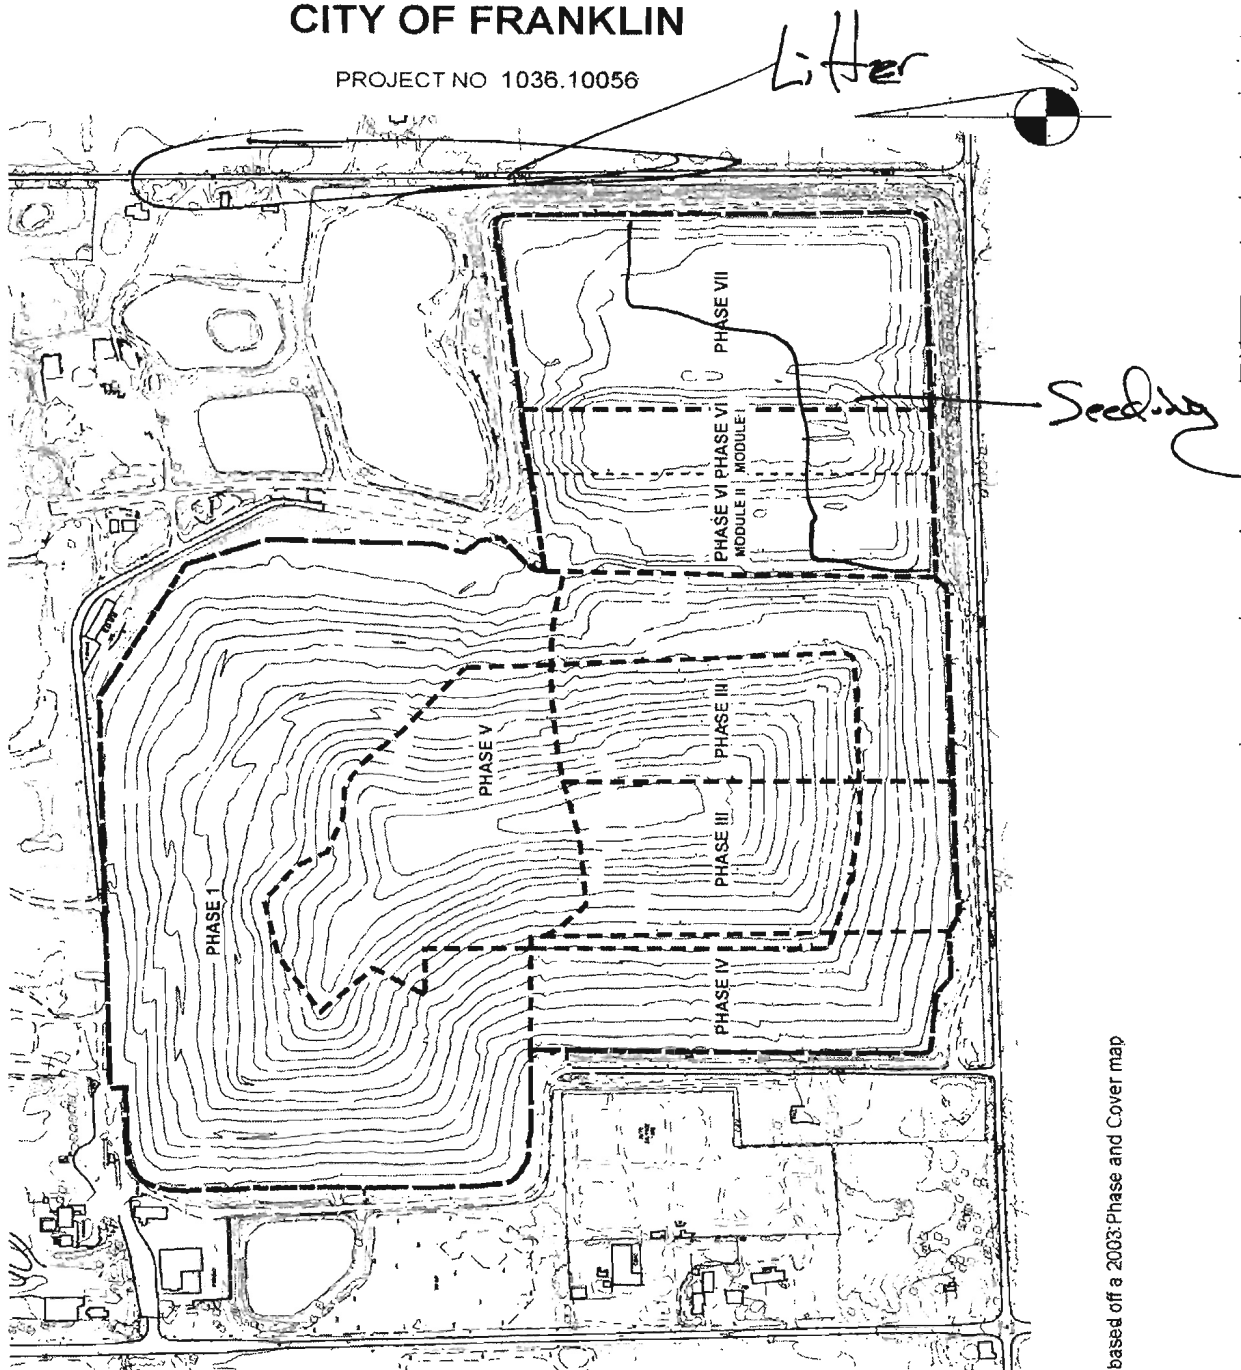 CITY OF FRANKLIN
PROJECT NO 1036.10056
Litter
N
PHASE VII
Seeding
PHASE VI
MODULE I
PHASE VI
MODULE II
PHASE III
PHASE V
PHASE III
PHASE 1
PHASE IV
based off a 2003 Phase and Cover map